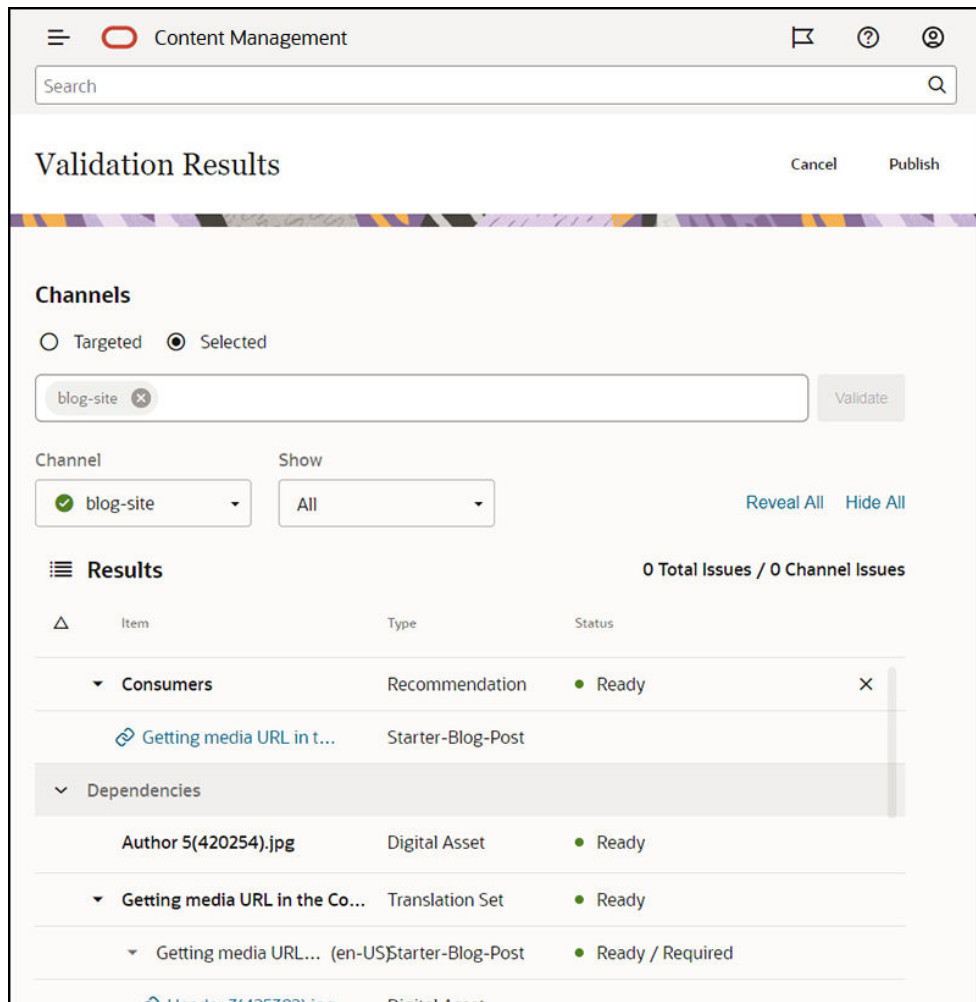 Content Management
Search
Validation Results Cancel Publish
Channels
Targeted Selected
blog-site Validate
Channel Show
blog-site All Reveal All Hide All
Results 0 Total Issues / 0 Channel Issues
Item Type Status
Consumers Recommendation Ready
Getting media URL in t... Starter-Blog-Post
Dependencies
Author 5(420254).jpg Digital Asset Ready
Getting media URL in the Co... Translation Set Ready
Getting media URL... (en-US) Starter-Blog-Post Ready / Required